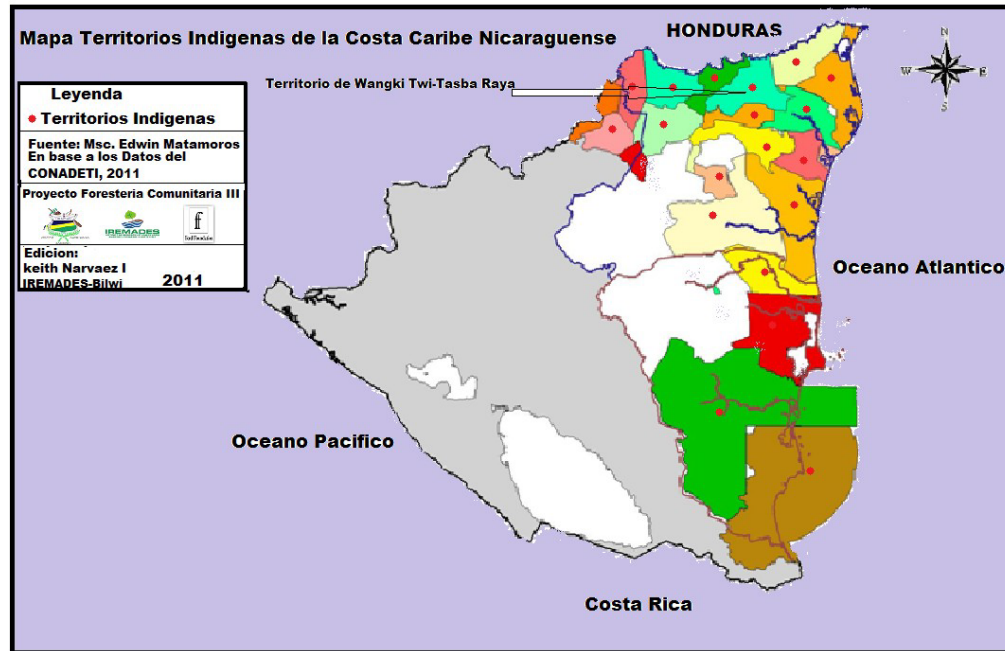 Mapa Territorios Indigenas de la Costa Caribe Nicaraguense
HONDURAS
N
W
E
S
Territorio de Wangki Twi-Tasba Raya
Leyenda
Territorios Indigenas
Fuente: Msc. Edwin Matamoros
En base a los Datos del
CONADETI, 2011
Proyecto Foresteria Comunitaria III
IREMADES
Edicion:
keith Narvaez I
IREMADES-Bilwi
2011
Oceano Atlantico
Oceano Pacifico
Costa Rica